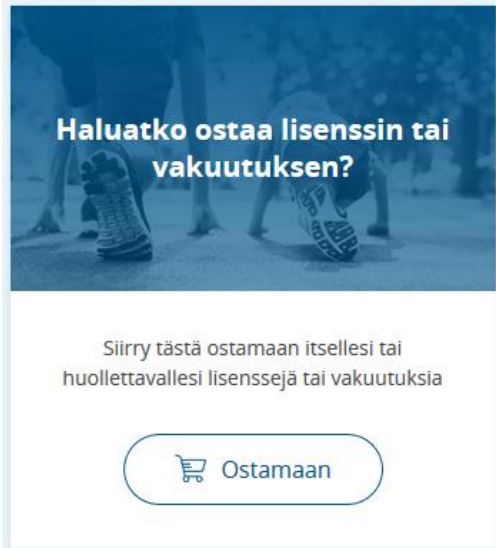 Haluatko ostaa lisenssin tai
vakuutuksen?
Siirry tästä ostamaan itsellesi tai
huollettavallesi lisenssejä tai vakuutuksia
Ostamaan